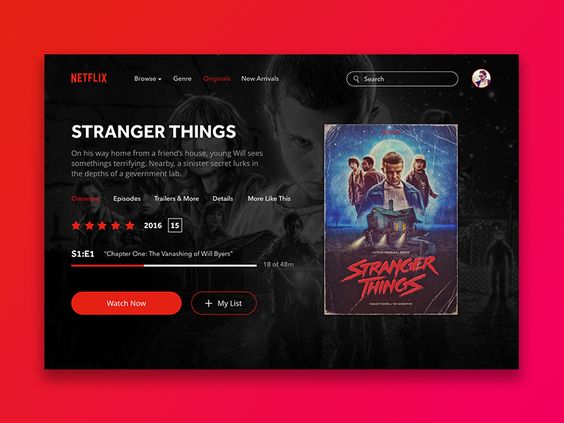 NETFLIX
Browse Genre Originals New Arrivals Search
STRANGER THINGS
On his way home from a friend's house, young Will sees
somethings terrifying. Nearby, a sinister secret lurks in
the depths of a gevernment lab...
Overview Episodes Trailers & More Details More Like This
2016 15
S1:E1 "Chapter One: The Vanashing of Will Byers"
18 of 48m
Watch Now + My List
A NETFLIX ORIGINAL SERIES
STRANGER
THINGS